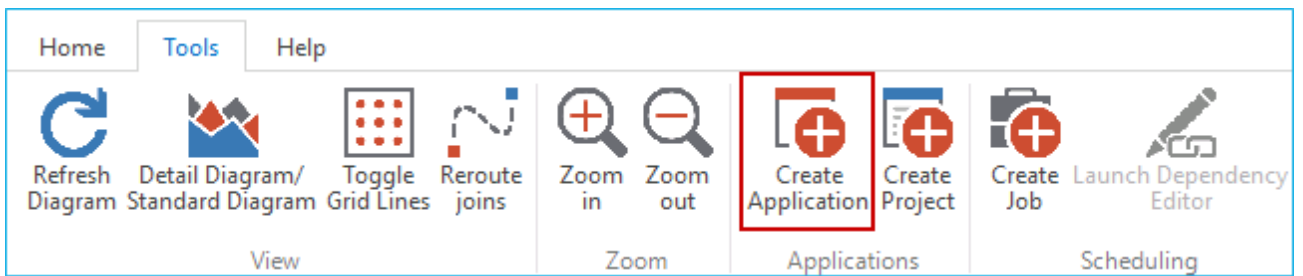 Home Tools Help
Refresh Detail Diagram/ Toggle Reroute Zoom Zoom Create Create Create Launch Dependency
Diagram Standard Diagram Grid Lines joins in out Application Project Job Editor
View Zoom Applications Scheduling